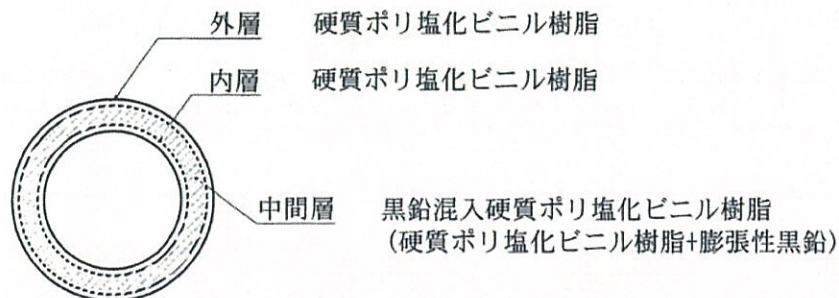 外層 硬質ポリ塩化ビニル樹脂
内層 硬質ポリ塩化ビニル樹脂
中間層 黒鉛混入硬質ポリ塩化ビニル樹脂
(硬質ポリ塩化ビニル樹脂+膨張性黒鉛)